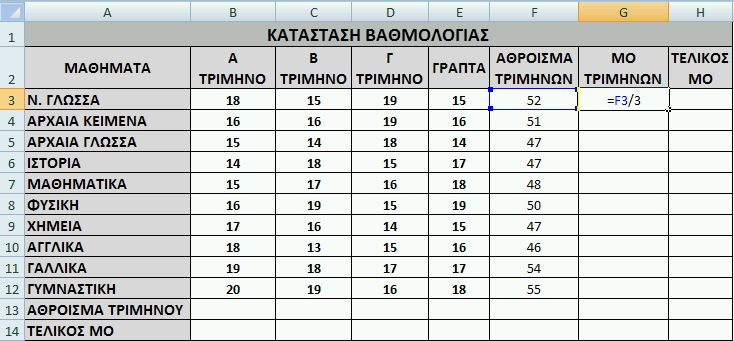 A B C D E F G H
1 ΚΑΤΑΣΤΑΣΗ ΒΑΘΜΟΛΟΓΙΑΣ
2 ΜΑΘΗΜΑΤΑ Α ΤΡΙΜΗΝΟ Β ΤΡΙΜΗΝΟ Γ ΤΡΙΜΗΝΟ ΓΡΑΠΤΑ ΑΘΡΟΙΣΜΑ ΤΡΙΜΗΝΩΝ ΜΟ ΤΡΙΜΗΝΩΝ ΤΕΛΙΚΟΣ ΜΟ
3 Ν. ΓΛΩΣΣΑ 18 15 19 15 52 =F3/3
4 ΑΡΧΑΙΑ ΚΕΙΜΕΝΑ 16 16 19 16 51
5 ΑΡΧΑΙΑ ΓΛΩΣΣΑ 15 14 18 14 47
6 ΙΣΤΟΡΙΑ 14 18 15 17 47
7 ΜΑΘΗΜΑΤΙΚΑ 15 17 16 18 48
8 ΦΥΣΙΚΗ 16 19 15 19 50
9 ΧΗΜΕΙΑ 17 16 14 15 47
10 ΑΓΓΛΙΚΑ 18 13 15 16 46
11 ΓΑΛΛΙΚΑ 19 18 17 17 54
12 ΓΥΜΝΑΣΤΙΚΗ 20 19 16 18 55
13 ΑΘΡΟΙΣΜΑ ΤΡΙΜΗΝΟΥ
14 ΤΕΛΙΚΟΣ ΜΟ